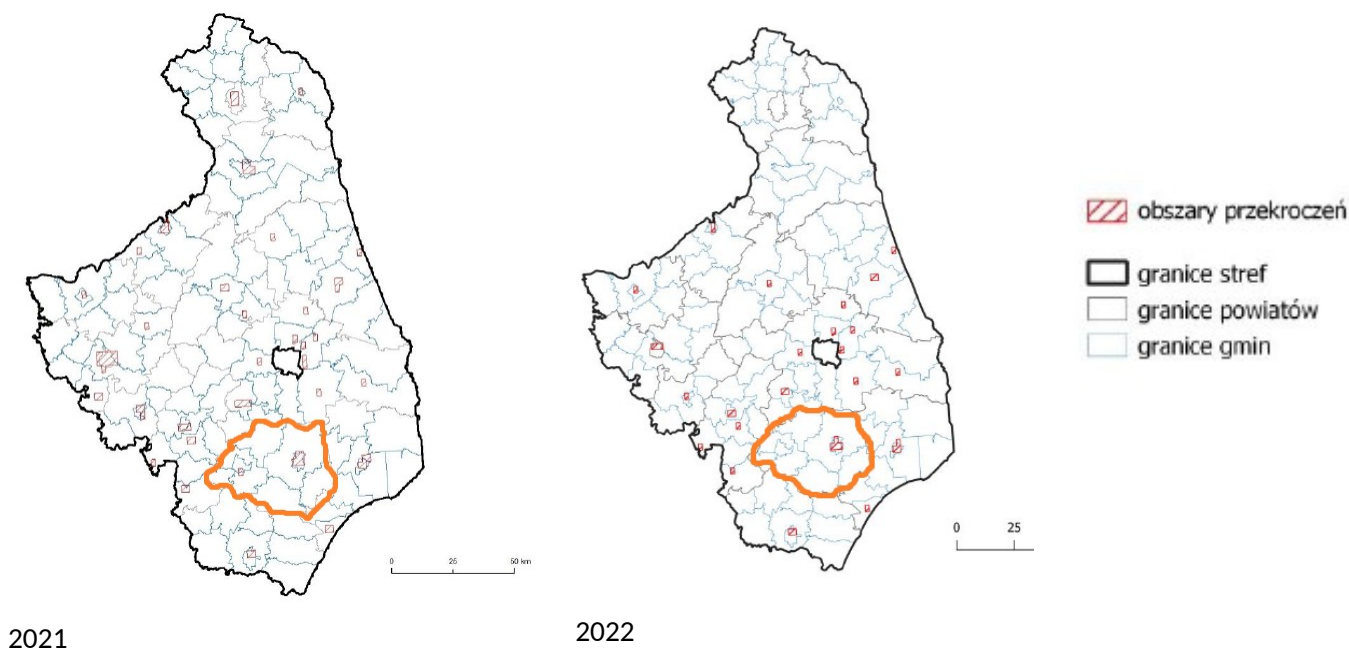 obszary przekroczeń
granice stref
granice powiatów
granice gmin
0 25 50 km
0 25
2021
2022